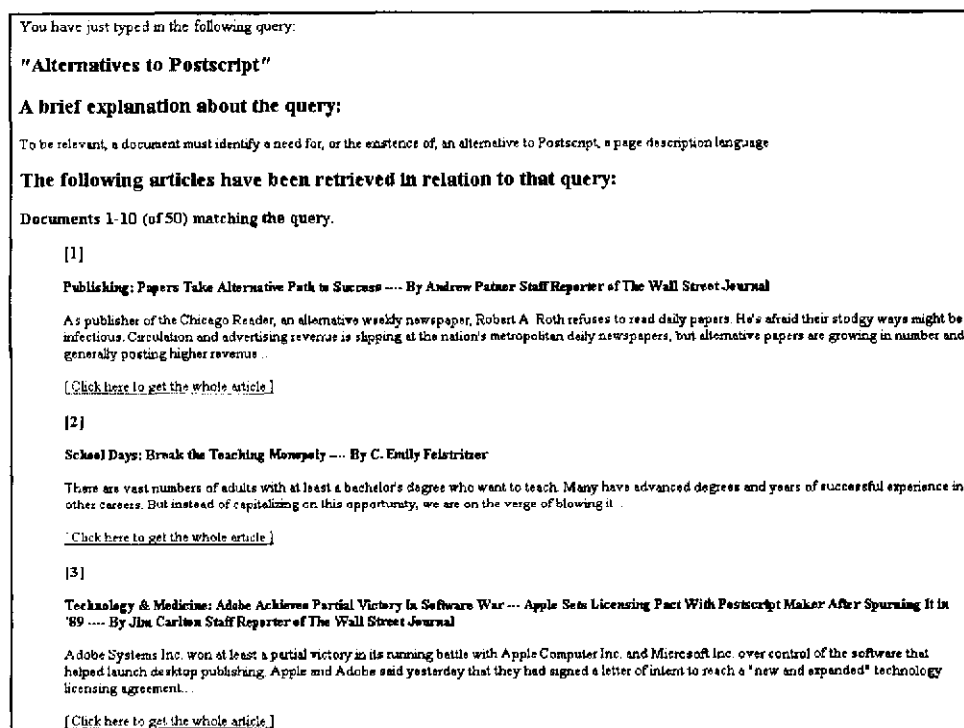 You have just typed in the following query:
"Alternatives to Postscript"
A brief explanation about the query:
To be relevant, a document must identify a need for, or the existence of, an alternative to Postscript, a page description language
The following articles have been retrieved in relation to that query:
Documents 1-10 (of 50) matching the query.
[1]
Publishing: Papers Take Alternative Path to Success ---- By Andrew Patner Staff Reporter of The Wall Street Journal
As publisher of the Chicago Reader, an alternative weekly newspaper, Robert A. Roth refuses to read daily papers. He's afraid their stodgy ways might be
infectious. Circulation and advertising revenue is slipping at the nation's metropolitan daily newspapers, but alternative papers are growing in number and
generally posting higher revenue...
[ Click here to get the whole article ]
[2]
School Days: Break the Teaching Monopoly ---- By C. Emily Feistritzer
There are vast numbers of adults with at least a bachelor's degree who want to teach. Many have advanced degrees and years of successful experience in
other careers. But instead of capitalizing on this opportunity, we are on the verge of blowing it...
[ Click here to get the whole article ]
[3]
Technology & Medicine: Adobe Achieves Partial Victory In Software War --- Apple Sets Licensing Pact With Postscript Maker After Spurning It in
'89 ---- By Jim Carlton Staff Reporter of The Wall Street Journal
Adobe Systems Inc. won at least a partial victory in its running battle with Apple Computer Inc. and Microsoft Inc. over control of the software that
helped launch desktop publishing. Apple and Adobe said yesterday that they had signed a letter of intent to reach a "new and expanded" technology
licensing agreement...
[ Click here to get the whole article ]